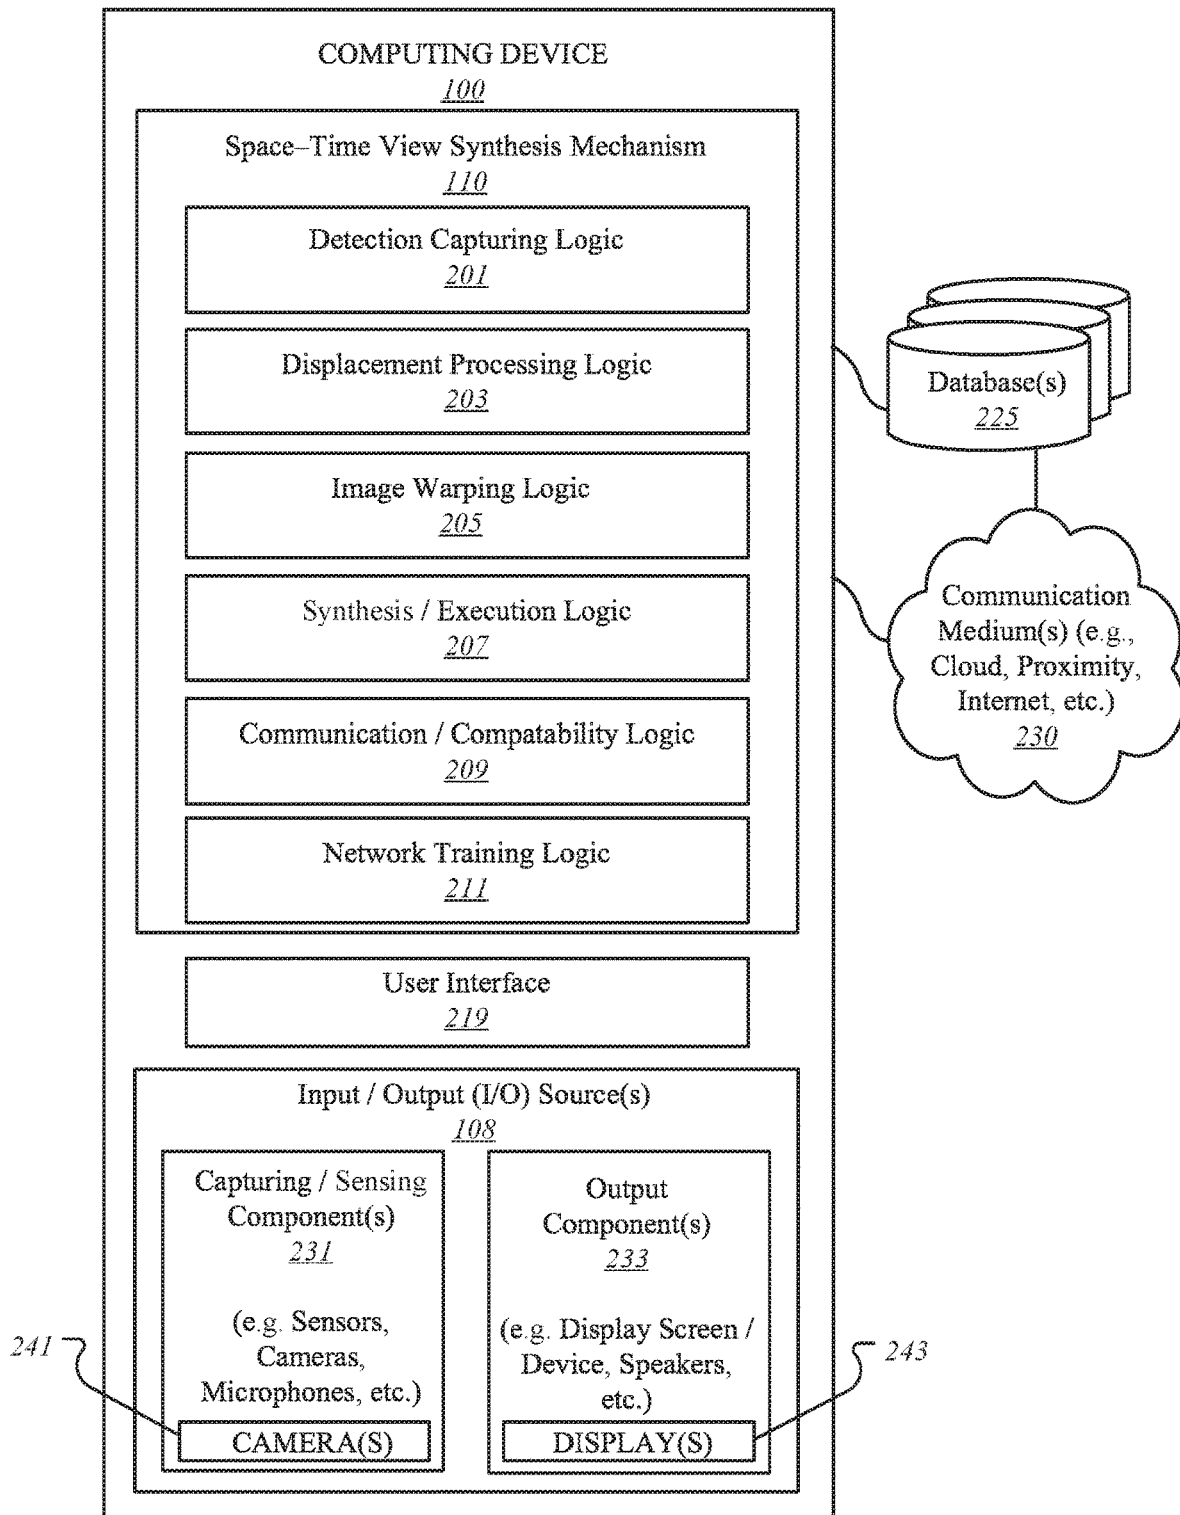 COMPUTING DEVICE
100
Space–Time View Synthesis Mechanism
110
Detection Capturing Logic
201
Displacement Processing Logic
203
Image Warping Logic
205
Synthesis / Execution Logic
207
Communication / Compatability Logic
209
Network Training Logic
211
User Interface
219
Input / Output (I/O) Source(s)
108
Capturing / Sensing
Component(s)
231
(e.g. Sensors,
Cameras,
Microphones, etc.)
CAMERA(S)
241
Output
Component(s)
233
(e.g. Display Screen /
Device, Speakers,
etc.)
DISPLAY(S)
243
Database(s)
225
Communication
Medium(s) (e.g.,
Cloud, Proximity,
Internet, etc.)
230